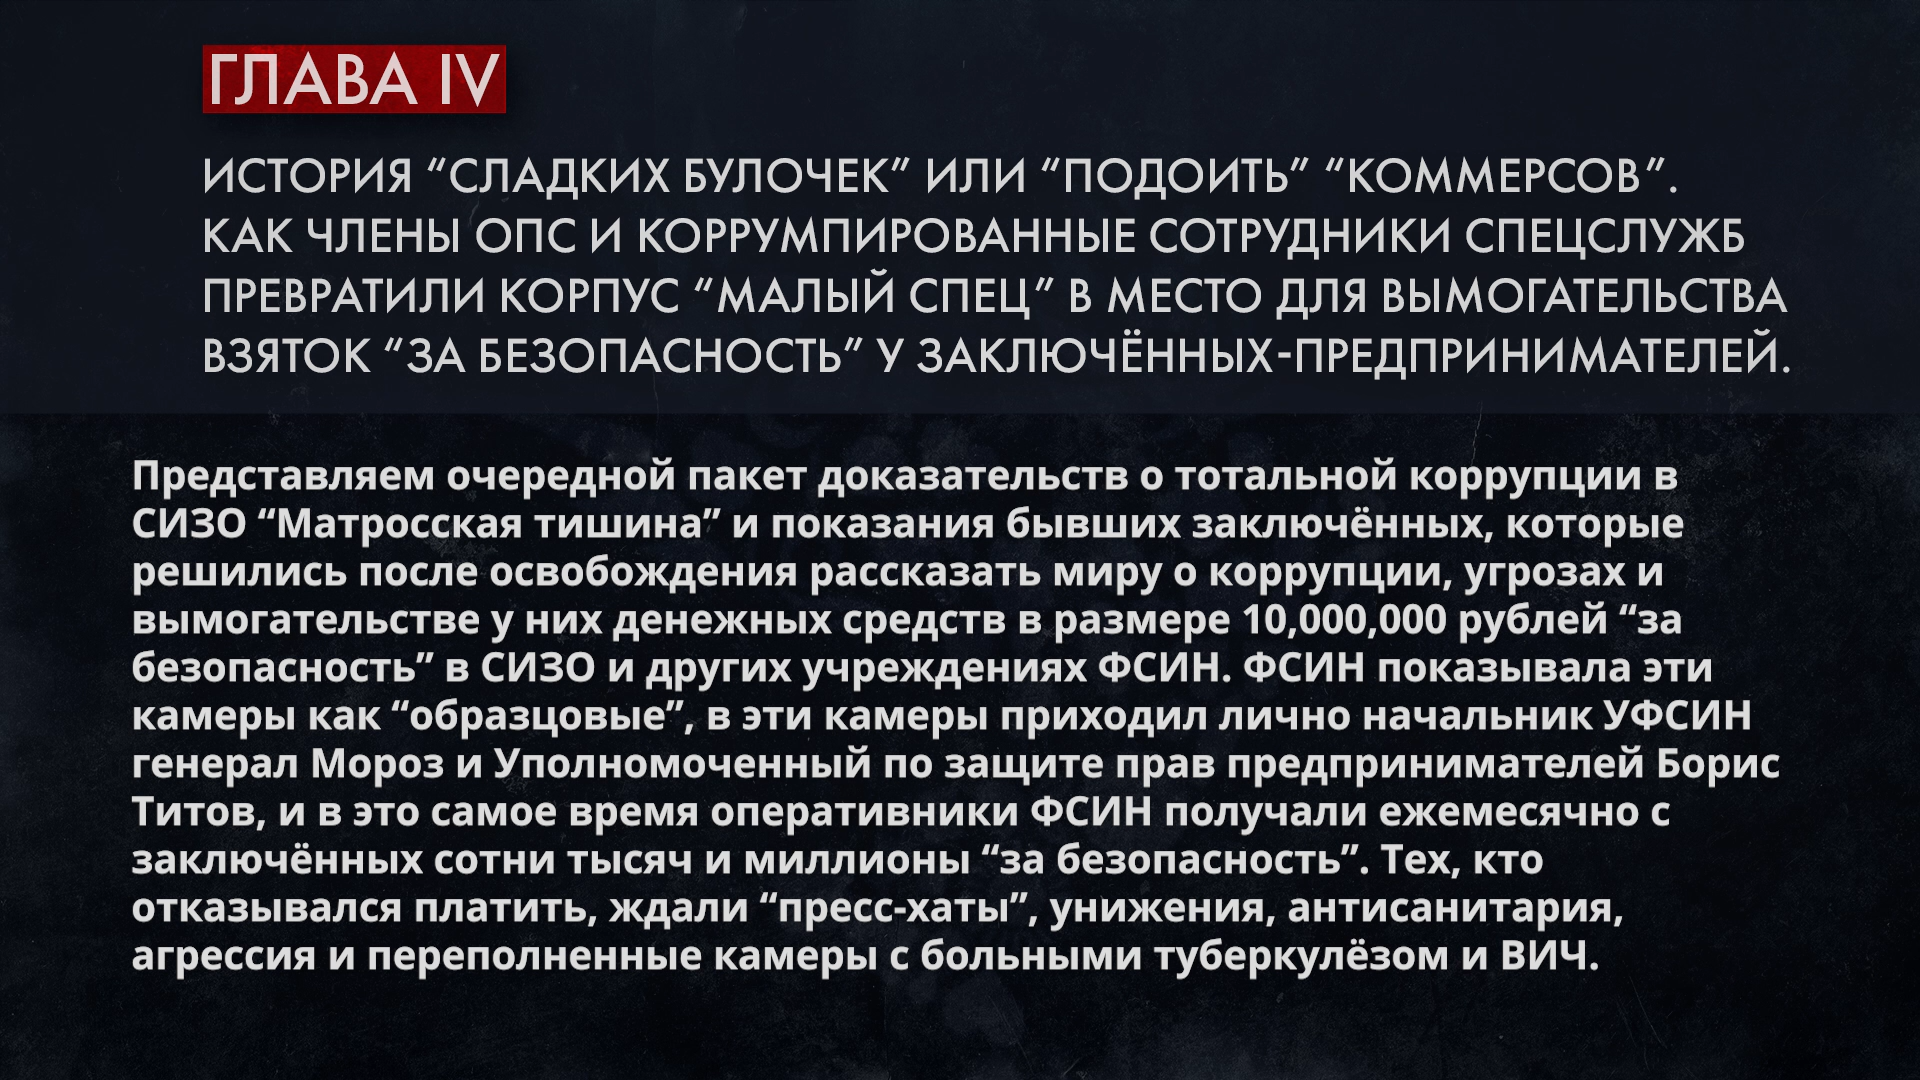 ГЛАВА IV
ИСТОРИЯ “СЛАДКИХ БУЛОЧЕК” ИЛИ “ПОДОИТЬ” “КОММЕРСОВ”.
КАК ЧЛЕНЫ ОПС И КОРРУМПИРОВАННЫЕ СОТРУДНИКИ СПЕЦСЛУЖБ
ПРЕВРАТИЛИ КОРПУС “МАЛЫЙ СПЕЦ” В МЕСТО ДЛЯ ВЫМОГАТЕЛЬСТВА
ВЗЯТОК “ЗА БЕЗОПАСНОСТЬ” У ЗАКЛЮЧЁННЫХ-ПРЕДПРИНИМАТЕЛЕЙ.
Представляем очередной пакет доказательств о тотальной коррупции в
СИЗО “Матросская тишина” и показания бывших заключённых, которые
решились после освобождения рассказать миру о коррупции, угрозах и
вымогательстве у них денежных средств в размере 10,000,000 рублей “за
безопасность” в СИЗО и других учреждениях ФСИН. ФСИН показывала эти
камеры как “образцовые”, в эти камеры приходил лично начальник УФСИН
генерал Мороз и Уполномоченный по защите прав предпринимателей Борис
Титов, и в это самое время оперативники ФСИН получали ежемесячно с
заключённых сотни тысяч и миллионы “за безопасность”. Тех, кто
отказывался платить, ждали “пресс-хаты”, унижения, антисанитария,
агрессия и переполненные камеры с больными туберкулёзом и ВИЧ.